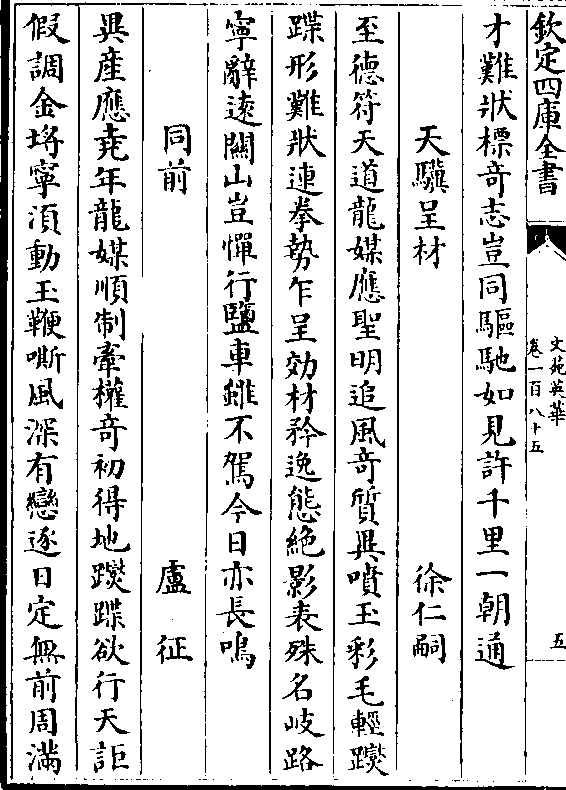 欽定四庫全書
文苑英華
卷一百八十五
五
才難狀標竒志豈同驅馳如見許千里一朝通
天驥呈材 徐仁嗣
至德符天道龍媒應聖明追風竒質異噴玉彩毛輕躞
蹀形難狀連拳勢乍呈効材矜逸態絶影表殊名岐路
寧辭逺關山豈憚行鹽車雖不駕今日亦長鳴
同前 盧征
異産應堯年龍媒順制牽權竒初得地躞蹀欲行天詎
假調金埒寧湏動玉鞭嘶風深有戀逐日定無前周滿